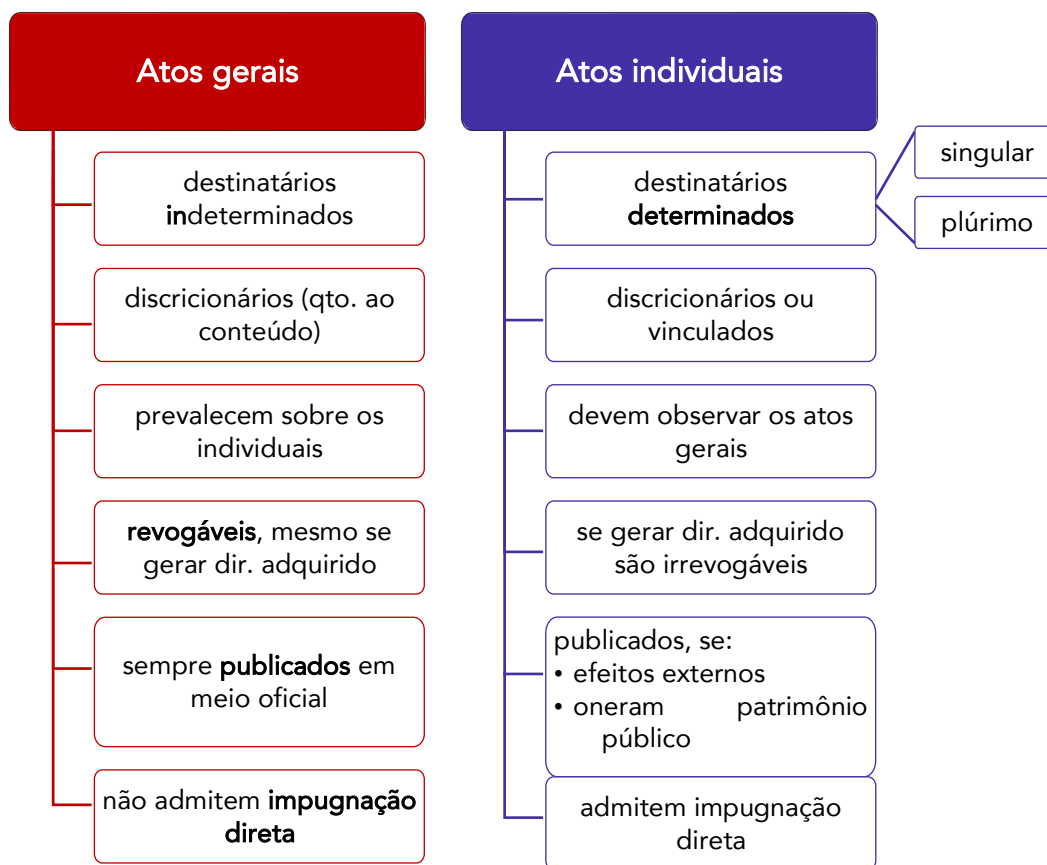 Atos gerais
destinatários
indeterminados
discricionários (qto. ao
conteúdo)
prevalecem sobre os
individuais
revogáveis, mesmo se
gerar dir. adquirido
sempre publicados em
meio oficial
não admitem impugnação
direta
Atos individuais
destinatários
determinados
singular
plúrimo
discricionários ou
vinculados
devem observar os atos
gerais
se gerar dir. adquirido
são irrevogáveis
publicados, se:
• efeitos externos
• oneram patrimônio
público
admitem impugnação
direta